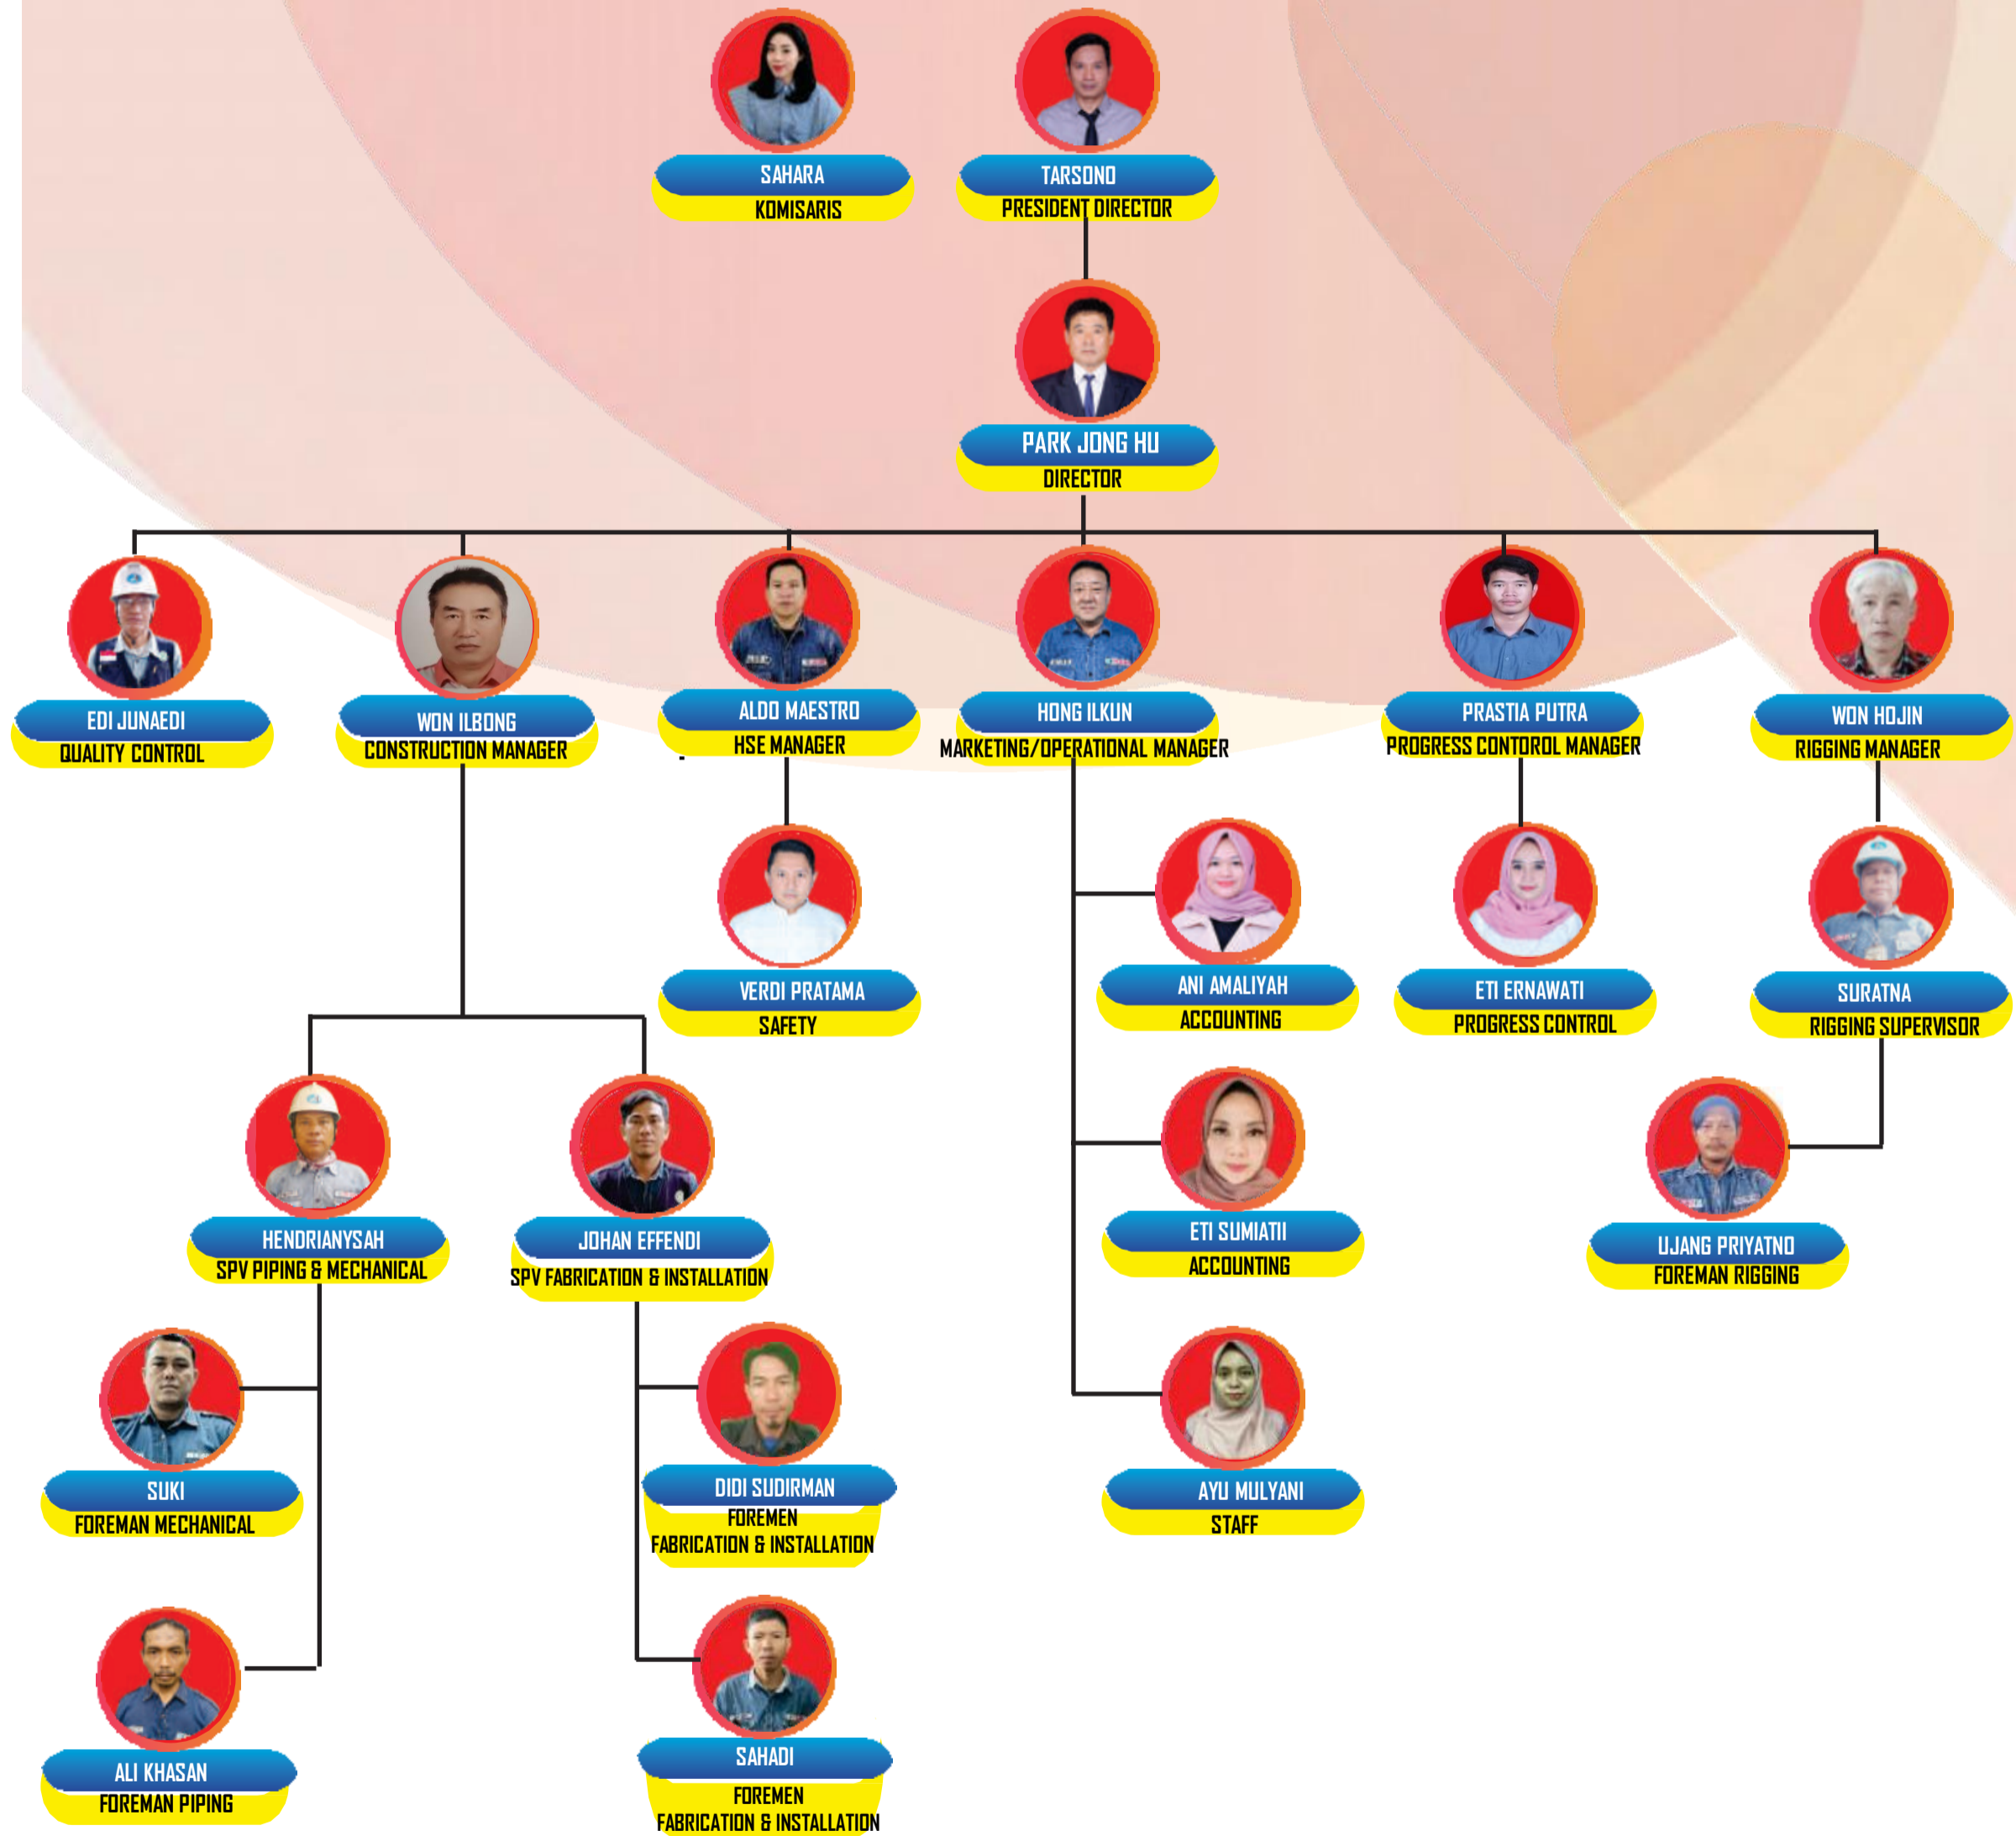 SAHARA
KOMISARIS
TARSONO
PRESIDENT DIRECTOR
PARK JONG HU
DIRECTOR
EDI JUNAEDI
QUALITY CONTROL
WON ILBONG
CONSTRUCTION MANAGER
ALDO MAESTRO
HSE MANAGER
HONG ILKUN
MARKETING/OPERATIONAL MANAGER
PRASTIA PUTRA
PROGRESS CONTOROL MANAGER
WON HOJIN
RIGGING MANAGER
VERDI PRATAMA
SAFETY
ANI AMALIYAH
ACCOUNTING
ETI ERNAWATI
PROGRESS CONTROL
SURATNA
RIGGING SUPERVISOR
HENDRIANYSAH
SPV PIPING & MECHANICAL
JOHAN EFFENDI
SPV FABRICATION & INSTALLATION
ETI SUMIATII
ACCOUNTING
UJANG PRIYATNO
FOREMAN RIGGING
SUKI
FOREMAN MECHANICAL
DIDI SUDIRMAN
FOREMEN
FABRICATION & INSTALLATION
AYU MULYANI
STAFF
ALI KHASAN
FOREMAN PIPING
SAHADI
FOREMEN
FABRICATION & INSTALLATION